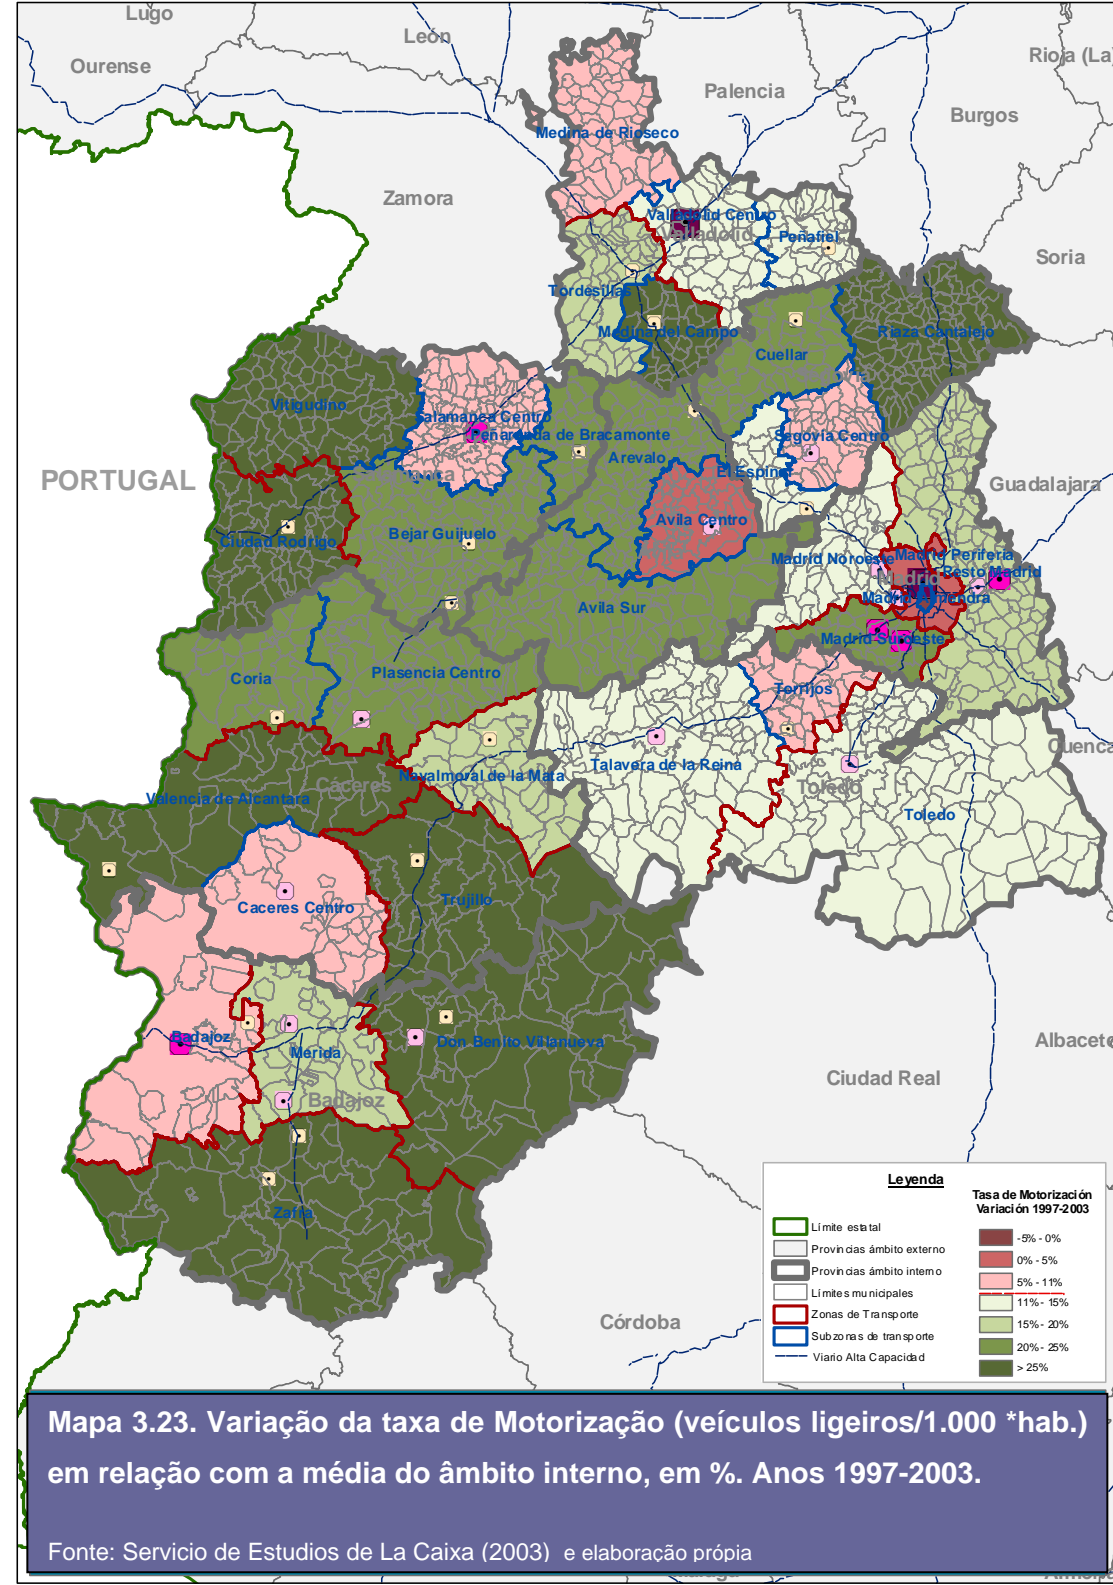 Lugo
León
Ourense
Rioja (La)
Palencia
Burgos
Medina de Rioseco
Zamora
Valladolid Centro
Valladolid
Peñafiel
Soria
Tordesillas
Medina del Campo
Riaza Cantalejo
Cuellar
Vitigudino
Salamanca Centro
Peñaranda de Bracamonte
Segovia Centro
Arevalo
El Espinar
PORTUGAL
Guadalajara
Avila Centro
Ciudad Rodrigo
Bejar Guijuelo
Madrid Noroeste
Madrid Periferia
Resto Madrid
Madrid
Madrid Almendra
Avila Sur
Madrid Suroeste
Coria
Plasencia Centro
Torrijos
Cuenca
Talavera de la Reina
Navalmoral de la Mata
Caceres
Toledo
Valencia de Alcantara
Toledo
Trujillo
Caceres Centro
Badajoz
Merida
Don Benito Villanueva
Albacete
Ciudad Real
Badajoz
Zafra
Córdoba
Leyenda
Tasa de Motorización
Variación 1997-2003
Límite estatal
Provincias ámbito externo
Provincias ámbito interno
Límites municipales
Zonas de Transporte
Subzonas de transporte
Viario Alta Capacidad
-5% - 0%
0% - 5%
5% - 11%
11% - 15%
15% - 20%
20% - 25%
> 25%
Mapa 3.23. Variação da taxa de Motorização (veículos ligeiros/1.000 *hab.)
em relação com a média do âmbito interno, em %. Anos 1997-2003.
Fonte: Servicio de Estudios de La Caixa (2003) e elaboração própia